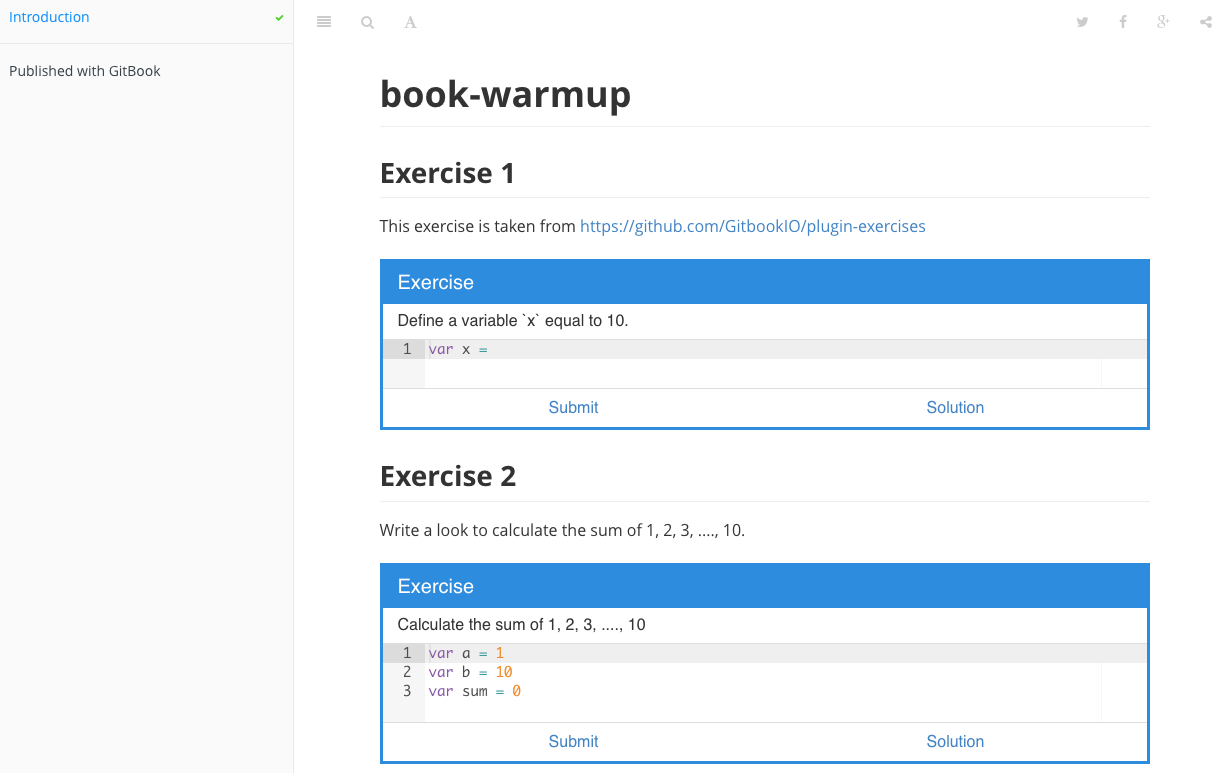 Introduction
Published with GitBook
A
book-warmup
Exercise 1
This exercise is taken from https://github.com/GitbookIO/plugin-exercises
Exercise
Define a variable `x` equal to 10.
1 var x =
Submit Solution
Exercise 2
Write a look to calculate the sum of 1, 2, 3, ...., 10.
Exercise
Calculate the sum of 1, 2, 3, ...., 10
1 var a = 1
2 var b = 10
3 var sum = 0
Submit Solution